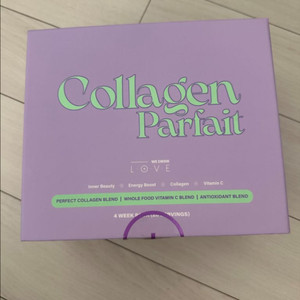 Collagen
Parfait
LOVE
Inner Beauty Energy Boost Collagen Vitamin C
PERFECT COLLAGEN BLEND | WHOLE FOOD VITAMIN C BLEND | ANTIOXIDANT BLEND
4 WEEK